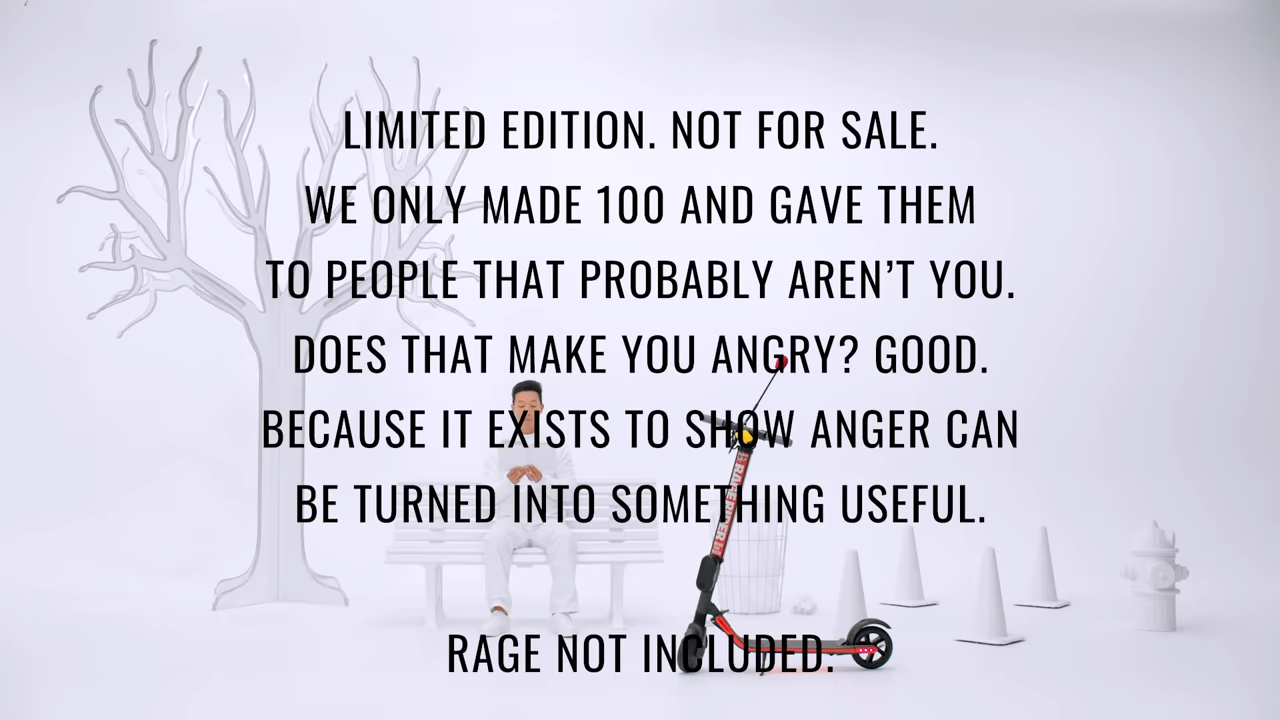 LIMITED EDITION. NOT FOR SALE.
WE ONLY MADE 100 AND GAVE THEM
TO PEOPLE THAT PROBABLY AREN’T YOU.
DOES THAT MAKE YOU ANGRY? GOOD.
BECAUSE IT EXISTS TO SHOW ANGER CAN
BE TURNED INTO SOMETHING USEFUL.
RAGE NOT INCLUDED.